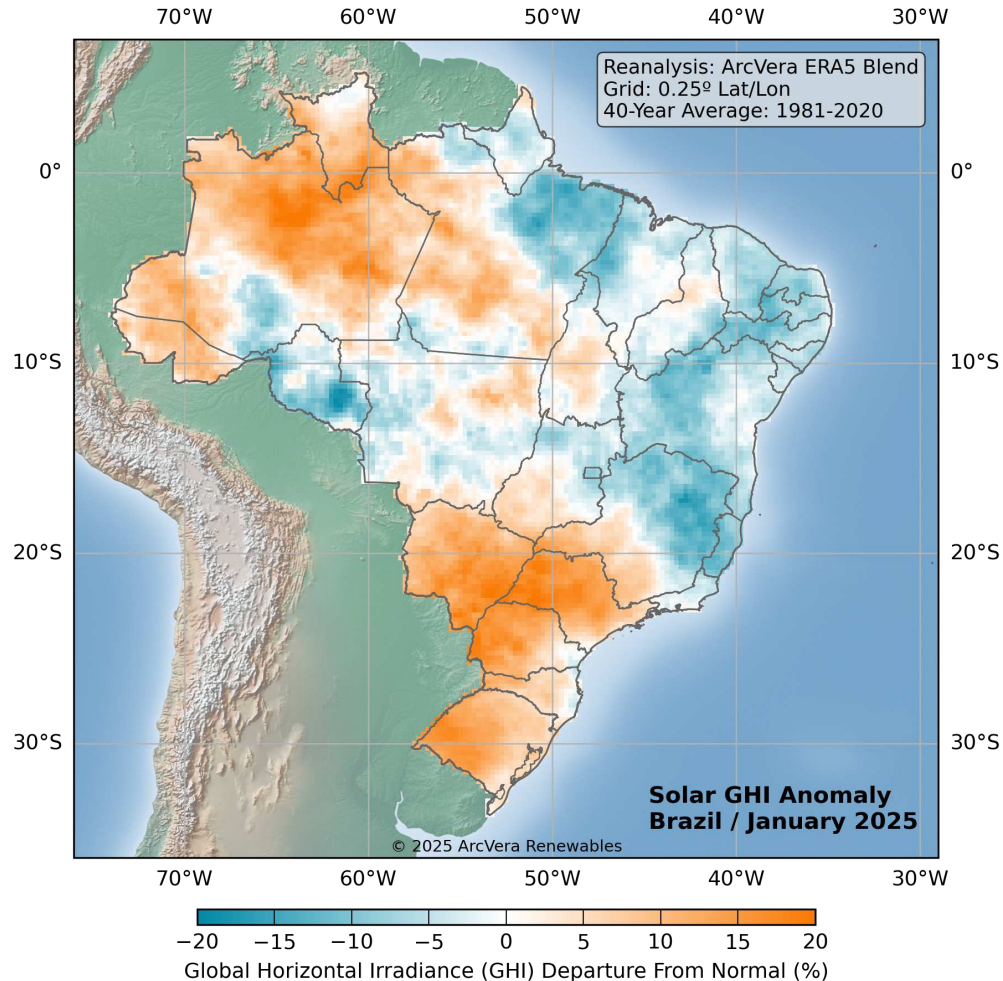 70°W 60°W 50°W 40°W 30°W
Reanalysis: ArcVera ERA5 Blend
Grid: 0.25º Lat/Lon
40-Year Average: 1981-2020
0° 0°
10°S 10°S
20°S 20°S
30°S 30°S
Solar GHI Anomaly
Brazil / January 2025
© 2025 ArcVera Renewables
70°W 60°W 50°W 40°W 30°W
−20 −15 −10 −5 0 5 10 15 20
Global Horizontal Irradiance (GHI) Departure From Normal (%)